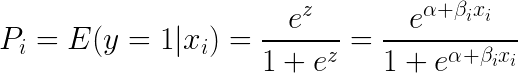 P_i = E(y = 1|x_i) = \frac{e^z}{1 + e^z} = \frac{e^{\alpha + \beta_i x_i}}{1 + e^{\alpha + \beta_i x_i}}